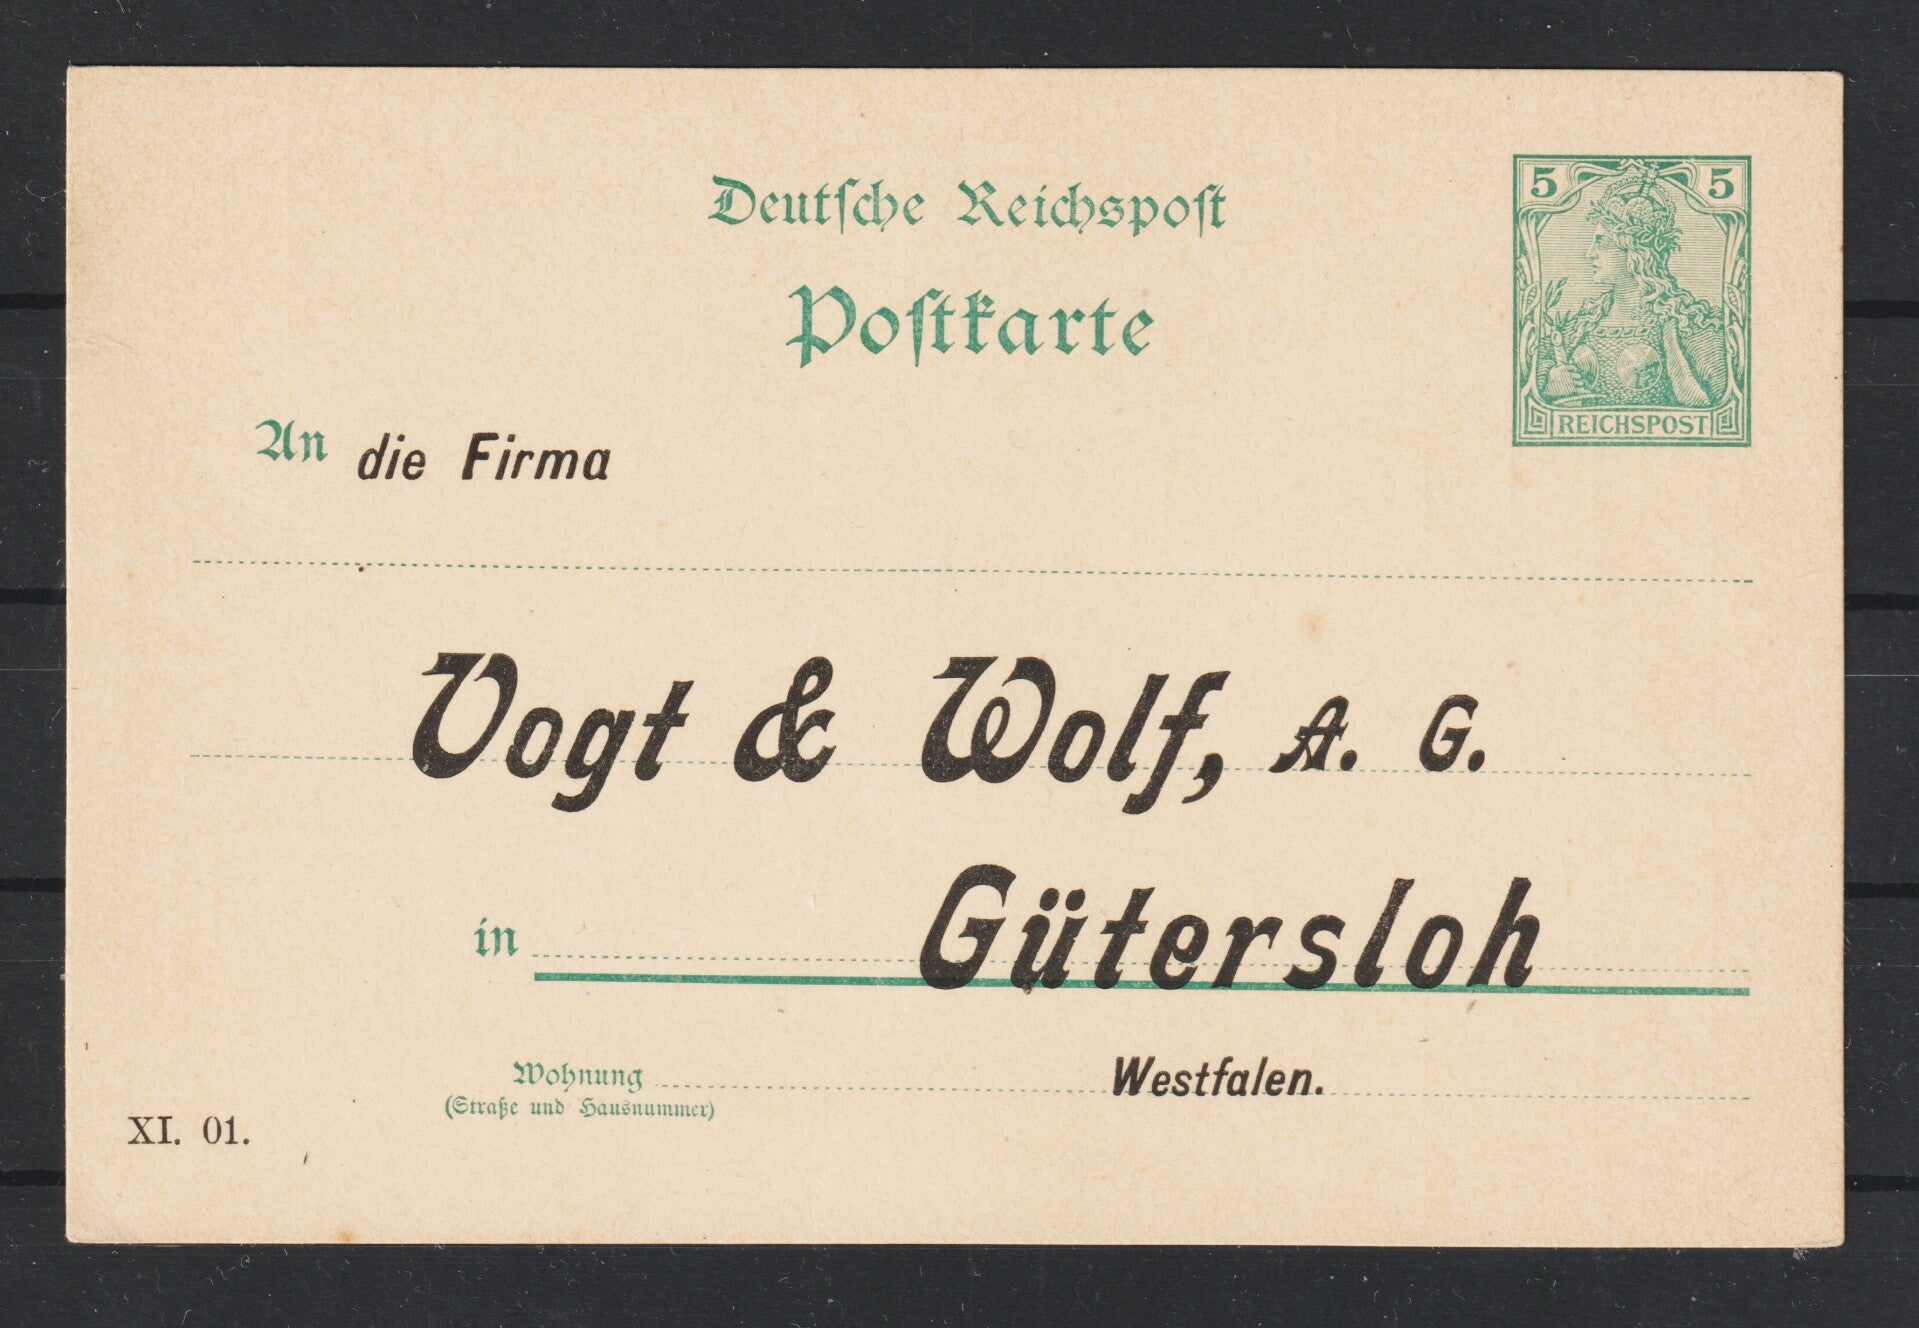 5 5
Deutſche Reichspoſt
Poſtkarte
REICHSPOST
An die Firma
Vogt & Wolf, A. G.
in Gütersloh
Wohnung Westfalen.
(Straße und Hausnummer)
XI. 01.